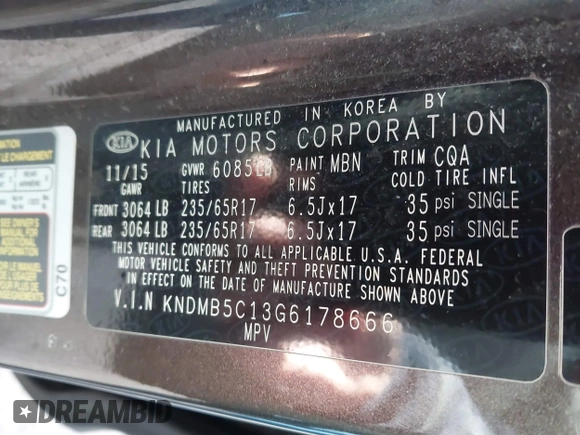 MANUFACTURED IN KOREA BY
KIA KIA MOTORS CORPORATION
11/15 GVWR 6085LB PAINT MBN TRIM CQA
GAWR TIRES RIMS COLD TIRE INFL
FRONT 3064 LB 235/65R17 6.5Jx17 35 psi SINGLE
REAR 3064 LB 235/65R17 6.5Jx17 35 psi SINGLE
THIS VEHICLE CONFORMS TO ALL APPLICABLE U.S.A. FEDERAL
MOTOR VEHICLE SAFETY AND THEFT PREVENTION STANDARDS
IN EFFECT ON THE DATE OF MANUFACTURE SHOWN ABOVE
V.I.N KNDMB5C13G6178666
MPV
C70
DREAMBID